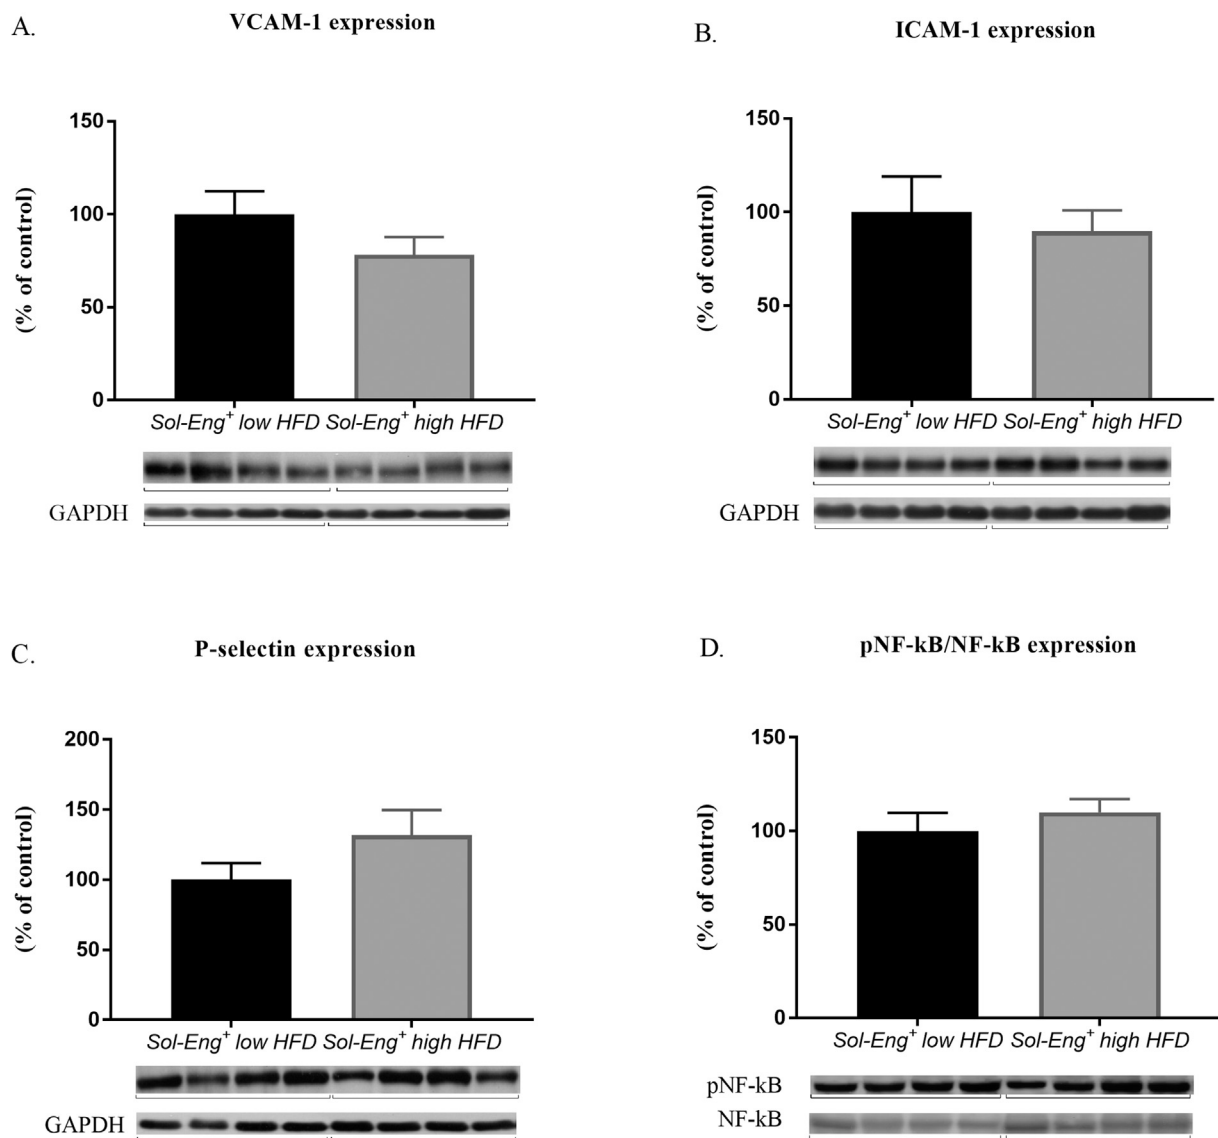 A.
VCAM-1 expression
(% of control)
150
100
50
0
Sol-Eng+ low HFD Sol-Eng+ high HFD
GAPDH
B.
ICAM-1 expression
(% of control)
150
100
50
0
Sol-Eng+ low HFD Sol-Eng+ high HFD
GAPDH
C.
P-selectin expression
(% of control)
200
150
100
50
0
Sol-Eng+ low HFD Sol-Eng+ high HFD
GAPDH
D.
pNF-kB/NF-kB expression
(% of control)
150
100
50
0
Sol-Eng+ low HFD Sol-Eng+ high HFD
pNF-kB
NF-kB